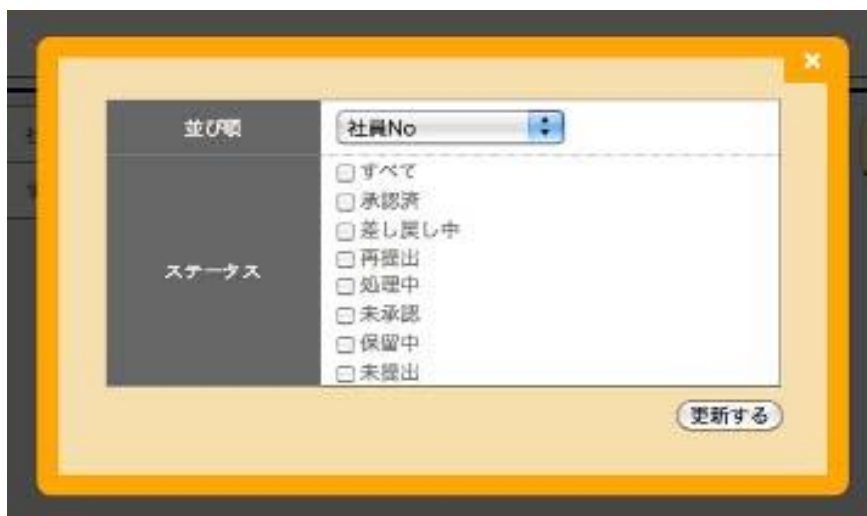 ×
並び順
社員No
ステータス
すべて
承認済
差し戻し中
再提出
処理中
未承認
保留中
未提出
更新する